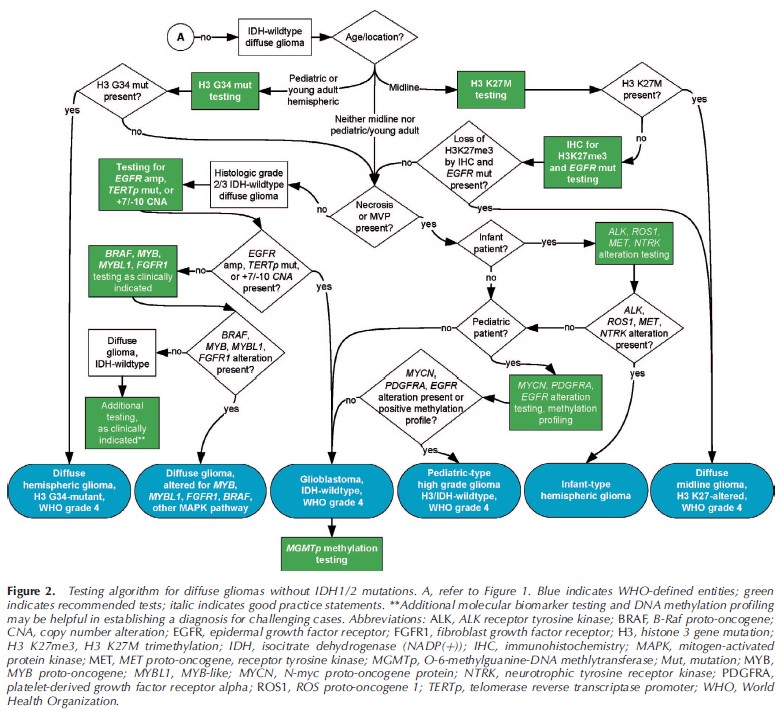 A
no
IDH-wildtype
diffuse glioma
Age/location?
H3 G34 mut
present?
H3 G34 mut
testing
Pediatric or
young adult
hemispheric
Midline
H3 K27M
testing
H3 K27M
present?
yes
no
Neither midline nor
pediatric/young adult
yes
no
Testing for
EGFR amp,
TERTp mut, or
+7/-10 CNA
Histologic grade
2/3 IDH-wildtype
diffuse glioma
no
Necrosis
or MVP
present?
no
Loss of
H3K27me3
by IHC and
EGFR mut
present?
IHC for
H3K27me3
and EGFR mut
testing
yes
yes
BRAF, MYB,
MYBL1, FGFR1
testing as clinically
indicated
no
EGFR
amp, TERTp mut,
or +7/-10 CNA
present?
yes
Infant
patient?
yes
ALK, ROS1,
MET, NTRK
alteration testing
no
Diffuse
glioma,
IDH-wildtype
no
BRAF,
MYB, MYBL1,
FGFR1 alteration
present?
yes
no
Pediatric
patient?
no
ALK,
ROS1, MET,
NTRK alteration
present?
yes
yes
Additional
testing,
as clinically
indicated**
no
MYCN,
PDGFRA, EGFR
alteration present or
positive methylation
profile?
yes
MYCN, PDGFRA,
EGFR alteration
testing, methylation
profiling
Diffuse
hemispheric glioma,
H3 G34-mutant,
WHO grade 4
Diffuse glioma,
altered for MYB,
MYBL1, FGFR1, BRAF,
other MAPK pathway
Glioblastoma,
IDH-wildtype,
WHO grade 4
Pediatric-type
high grade glioma
H3/IDH-wildtype,
WHO grade 4
Infant-type
hemispheric glioma
Diffuse
midline glioma,
H3 K27-altered,
WHO grade 4
MGMTp methylation
testing
Figure 2. Testing algorithm for diffuse gliomas without IDH1/2 mutations. A, refer to Figure 1. Blue indicates WHO-defined entities; green
indicates recommended tests; italic indicates good practice statements. **Additional molecular biomarker testing and DNA methylation profiling
may be helpful in establishing a diagnosis for challenging cases. Abbreviations: ALK, ALK receptor tyrosine kinase; BRAF, B-Raf proto-oncogene;
CNA, copy number alteration; EGFR, epidermal growth factor receptor; FGFR1, fibroblast growth factor receptor; H3, histone 3 gene mutation;
H3 K27me3, H3 K27M trimethylation; IDH, isocitrate dehydrogenase (NADP(+)); IHC, immunohistochemistry; MAPK, mitogen-activated
protein kinase; MET, MET proto-oncogene, receptor tyrosine kinase; MGMTp, O-6-methylguanine-DNA methlytransferase; Mut, mutation; MYB,
MYB proto-oncogene; MYBL1, MYB-like; MYCN, N-myc proto-oncogene protein; NTRK, neurotrophic tyrosine receptor kinase; PDGFRA,
platelet-derived growth factor receptor alpha; ROS1, ROS proto-oncogene 1; TERTp, telomerase reverse transcriptase promoter; WHO, World
Health Organization.